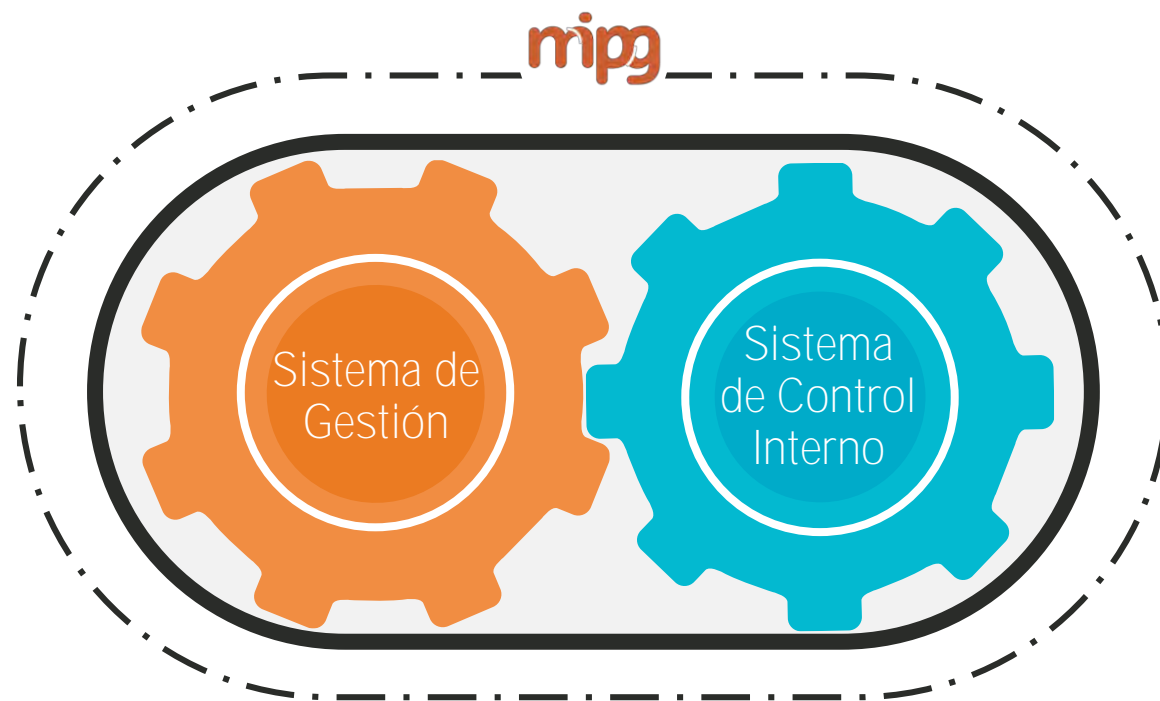 mipg
Sistema de
Gestión
Sistema
de Control
Interno